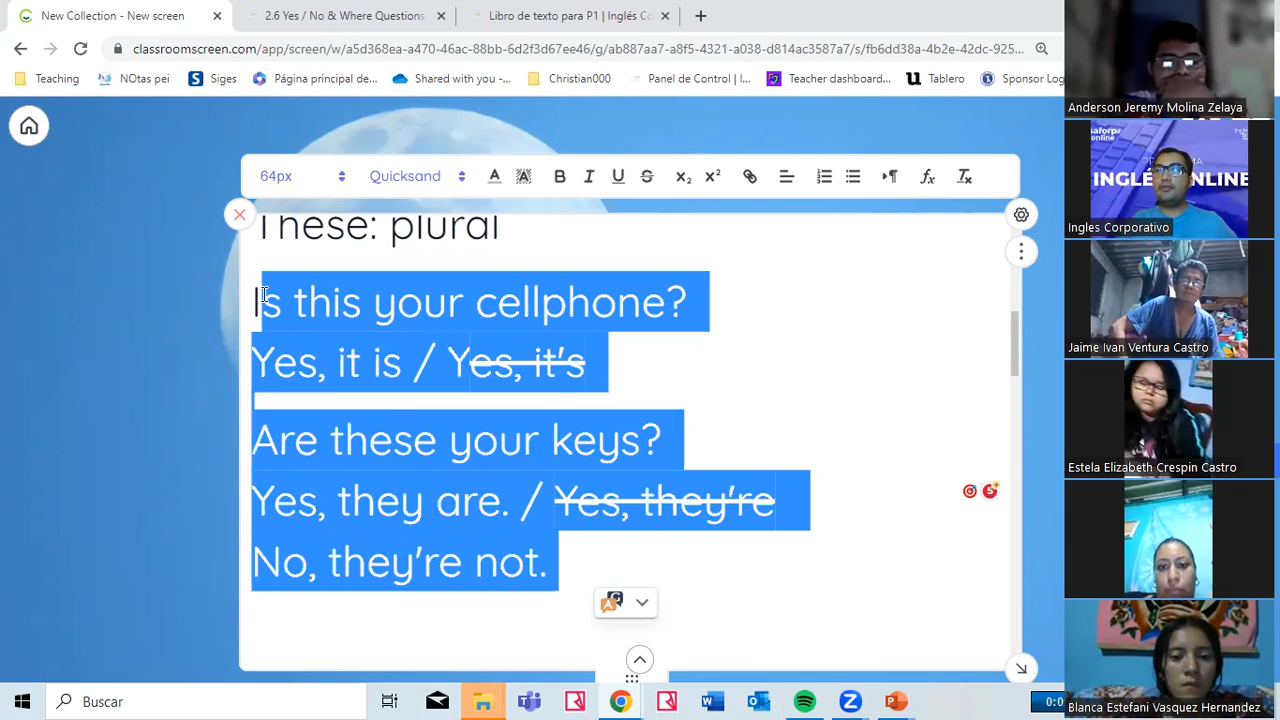 New Collection - New screen
2.6 Yes / No & Where Questions
Libro de texto para P1 | Inglés Co
classroomscreen.com/app/screen/w/a5d368ea-a470-46ac-88bb-6d2f3d67ee46/g/ab887aa7-a8f5-4321-a038-d814ac3587a7/s/fb6dd38a-4b2e-42dc-925...
Teaching
NOtas pei
Siges
Página principal de...
Shared with you -...
Christian000
Panel de Control | I...
Teacher dashboard...
Tablero
Sponsor Log
64px
Quicksand
These: plural
Is this your cellphone?
Yes, it is / Yes, it's
Are these your keys?
Yes, they are. / Yes, they're
No, they're not.
Anderson Jeremy Molina Zelaya
INGLÉS ONLINE
Ingles Corporativo
Jaime Ivan Ventura Castro
Estela Elizabeth Crespin Castro
Blanca Estefani Vasquez Hernandez
Buscar